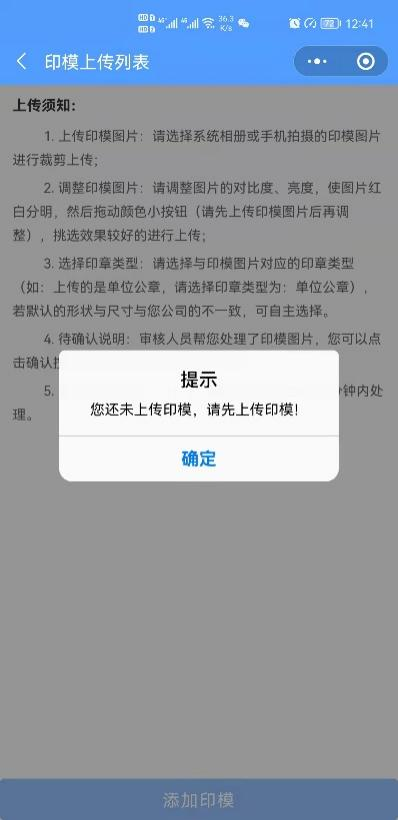 HD 1 4G 4G 36.3 K/s 72 12:41
HD 2
印模上传列表
上传须知：
1. 上传印模图片：请选择系统相册或手机拍摄的印模图片
进行裁剪上传；
2. 调整印模图片：请调整图片的对比度、亮度，使图片红
白分明，然后拖动颜色小按钮（请先上传印模图片后再调
整），挑选效果较好的进行上传；
3. 选择印章类型：请选择与印模图片对应的印章类型
（如：上传的是单位公章，请选择印章类型为：单位公章），
若默认的形状与尺寸与您公司的不一致，可自主选择。
4. 待确认说明：审核人员帮您处理了印模图片，您可以点
击确认
5.
钟内处
理。
提示
您还未上传印模，请先上传印模！
确定
添加印模